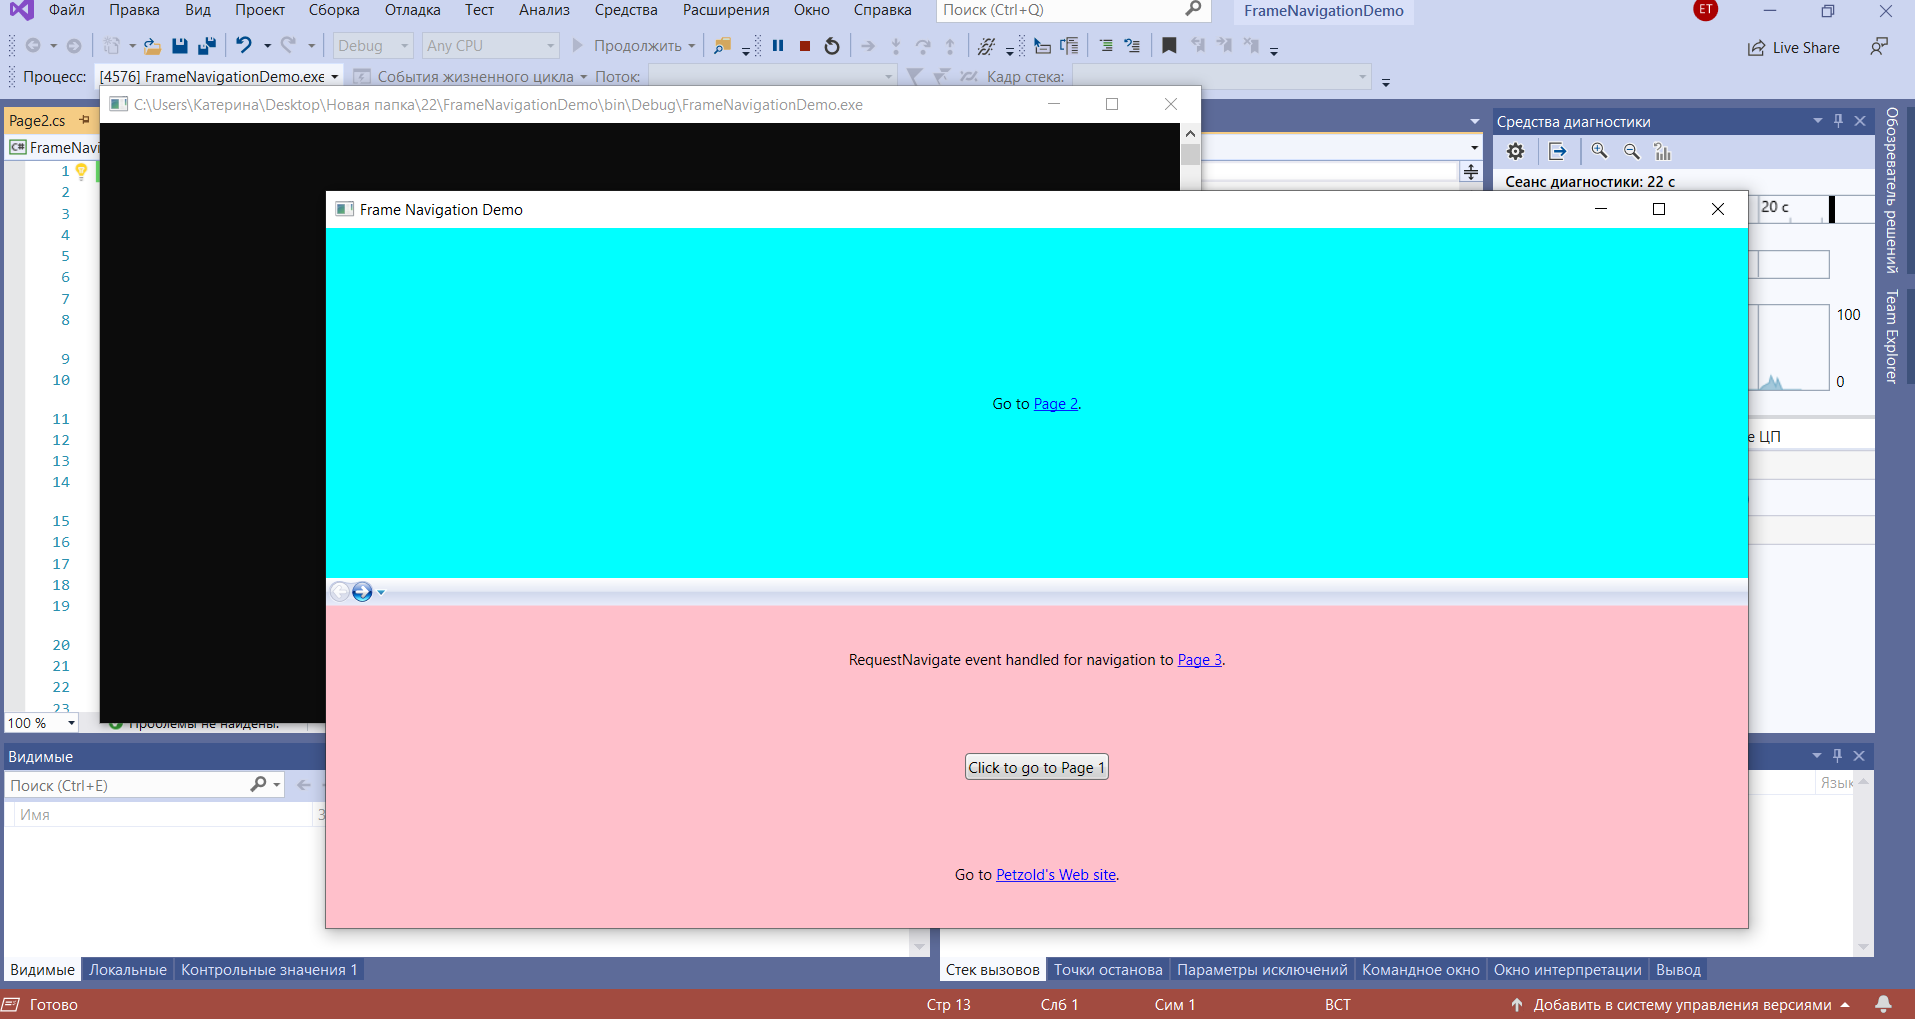 Файл Правка Вид Проект Сборка Отладка Тест Анализ Средства Расширения Окно Справка Поиск (Ctrl+Q) FrameNavigationDemo ET
Debug Any CPU Продолжить Live Share
Процесс: [4576] FrameNavigationDemo.exe События жизненного цикла Поток: Кадр стека:
C:\Users\Катерина\Desktop\Новая папка\22\FrameNavigationDemo\bin\Debug\FrameNavigationDemo.exe
Page2.cs
C# FrameNavi
Средства диагностики
Сеанс диагностики: 22 с
20 с
100
0
е ЦП
Обозреватель решений
Team Explorer
1
2
3
4
5
6
7
8
9
10
11
12
13
14
15
16
17
18
19
20
21
22
23
Frame Navigation Demo
Go to Page 2.
RequestNavigate event handled for navigation to Page 3.
Click to go to Page 1
Go to Petzold's Web site.
100 % Проблемы не найдены.
Видимые
Поиск (Ctrl+E)
Имя З
Язык
Видимые Локальные Контрольные значения 1
Стек вызовов Точки останова Параметры исключений Командное окно Окно интерпретации Вывод
Готово Стр 13 Слб 1 Сим 1 ВСТ Добавить в систему управления версиями